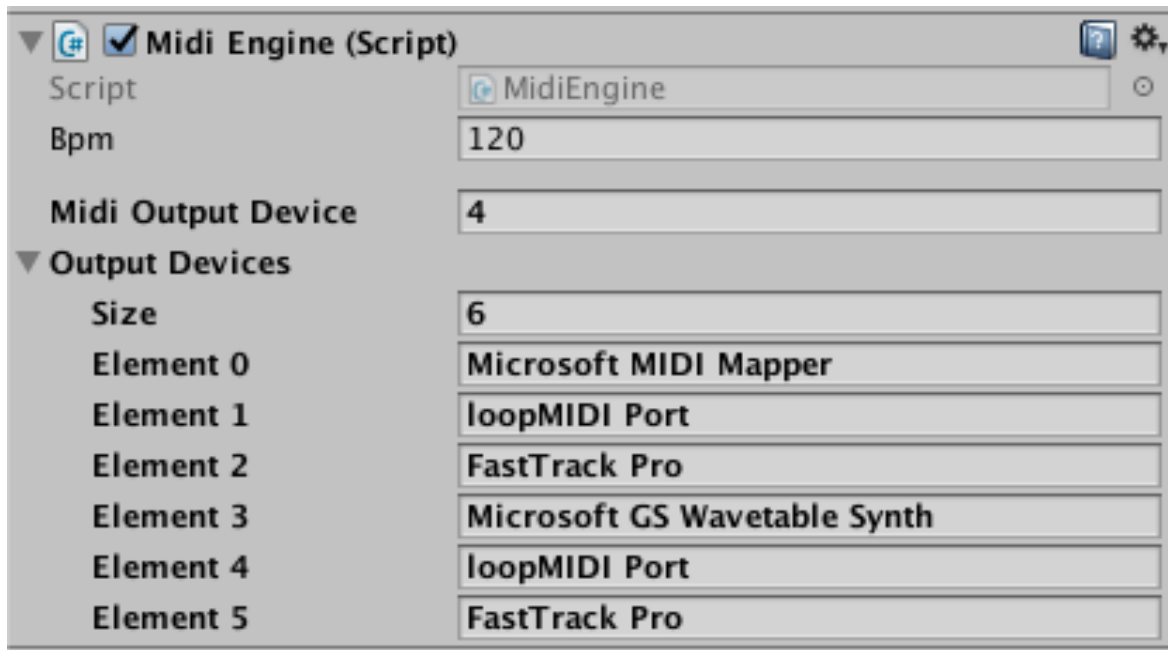 Midi Engine (Script)
Script MidiEngine
Bpm 120
Midi Output Device 4
Output Devices
Size 6
Element 0 Microsoft MIDI Mapper
Element 1 loopMIDI Port
Element 2 FastTrack Pro
Element 3 Microsoft GS Wavetable Synth
Element 4 loopMIDI Port
Element 5 FastTrack Pro